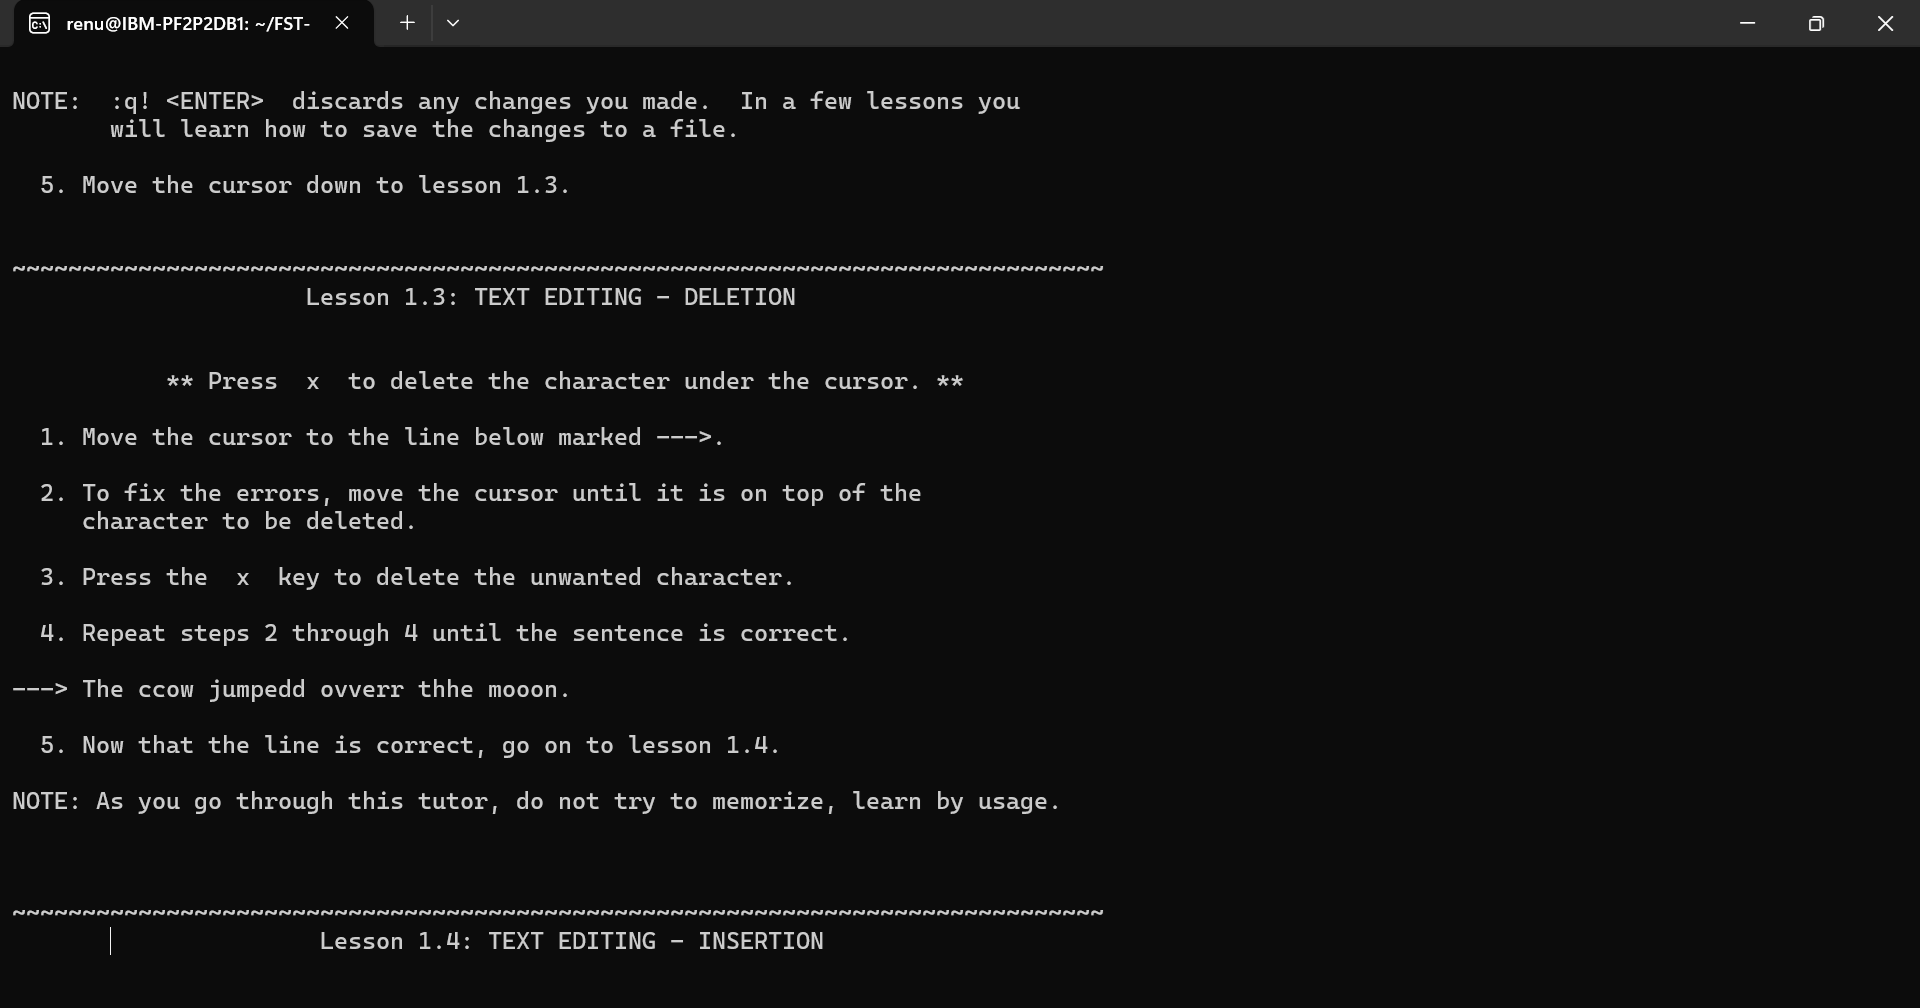 renu@IBM-PF2P2DB1: ~/FST-
NOTE:  :q! <ENTER>  discards any changes you made.  In a few lessons you
       will learn how to save the changes to a file.
  5. Move the cursor down to lesson 1.3.
~~~~~~~~~~~~~~~~~~~~~~~~~~~~~~~~~~~~~~~~~~~~~~~~~~~~~~~~~~~~~~~~~~~~~~~~~~~~~~
                     Lesson 1.3: TEXT EDITING - DELETION
           ** Press  x  to delete the character under the cursor. **
  1. Move the cursor to the line below marked --->.
  2. To fix the errors, move the cursor until it is on top of the
     character to be deleted.
  3. Press the  x  key to delete the unwanted character.
  4. Repeat steps 2 through 4 until the sentence is correct.
---> The ccow jumpedd ovverr thhe mooon.
  5. Now that the line is correct, go on to lesson 1.4.
NOTE: As you go through this tutor, do not try to memorize, learn by usage.
~~~~~~~~~~~~~~~~~~~~~~~~~~~~~~~~~~~~~~~~~~~~~~~~~~~~~~~~~~~~~~~~~~~~~~~~~~~~~~
                      Lesson 1.4: TEXT EDITING - INSERTION